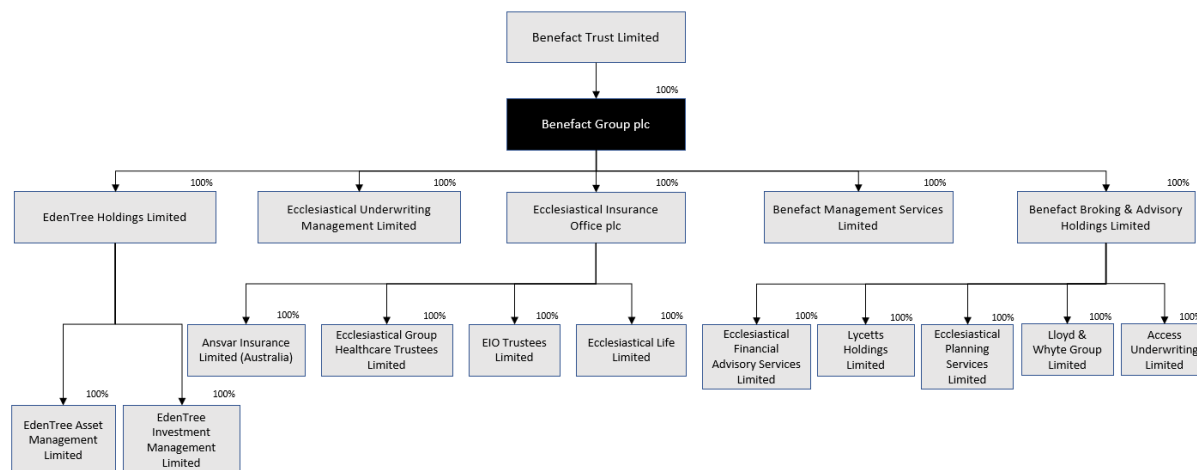 Benefact Trust Limited
100%
Benefact Group plc
100%
100%
100%
100%
100%
EdenTree Holdings Limited
Ecclesiastical Underwriting
Management Limited
Ecclesiastical Insurance
Office plc
Benefact Management Services
Limited
Benefact Broking & Advisory
Holdings Limited
100%
100%
100%
100%
Ansvar Insurance
Limited (Australia)
Ecclesiastical Group
Healthcare Trustees
Limited
EIO Trustees
Limited
Ecclesiastical Life
Limited
100%
100%
100%
100%
100%
Ecclesiastical
Financial
Advisory Services
Limited
Lycetts
Holdings
Limited
Ecclesiastical
Planning
Services
Limited
Lloyd &
Whyte Group
Limited
Access
Underwriting
Limited
100%
100%
EdenTree Asset
Management
Limited
EdenTree
Investment
Management
Limited